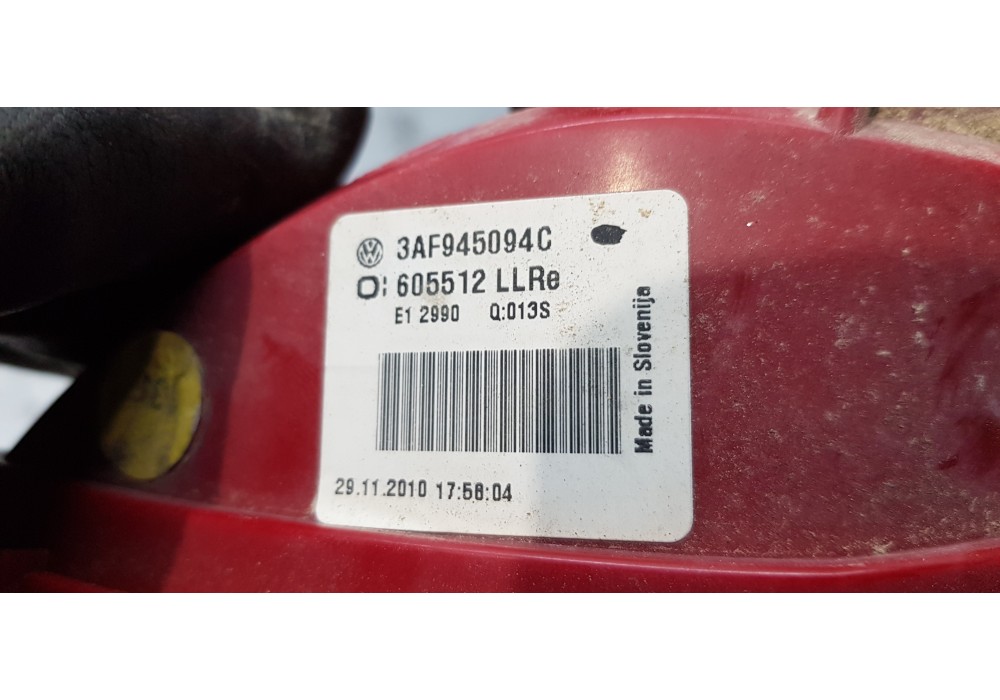 3AF945094C
605512 LLRe
E1 2990 Q:013S
Made in Slovenija
29.11.2010 17:56:04